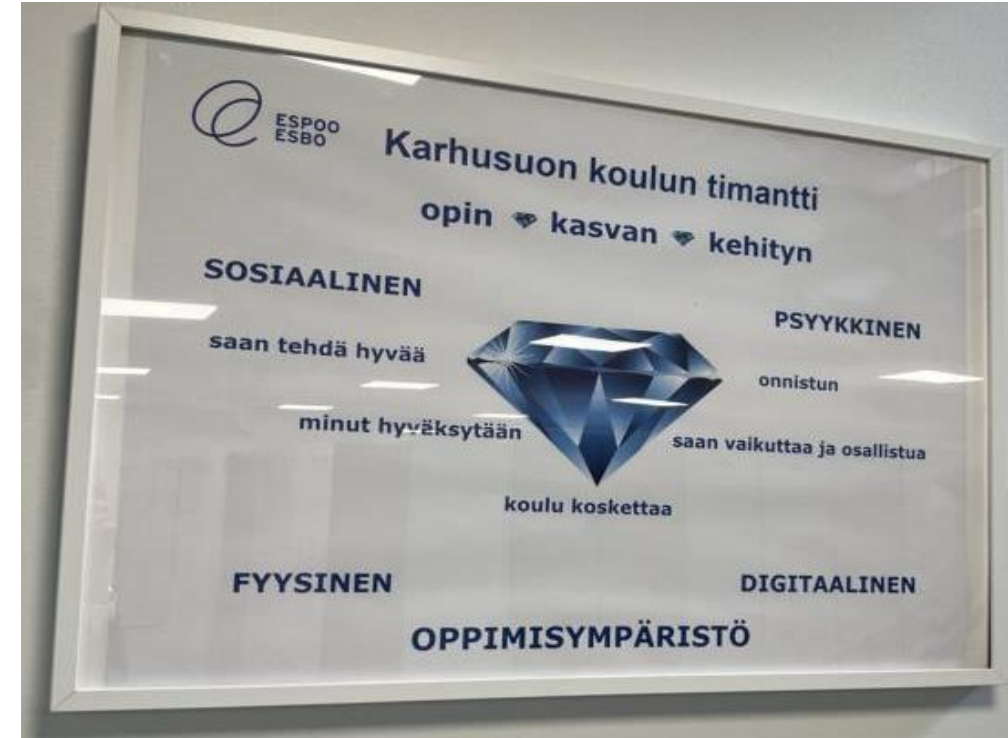 ESPOO
ESBO
Karhusuon koulun timantti
opin kasvan kehityn
SOSIAALINEN
PSYYKKINEN
saan tehdä hyvää
onnistun
minut hyväksytään
saan vaikuttaa ja osallistua
koulu koskettaa
FYYSINEN
DIGITAALINEN
OPPIMISYMPÄRISTÖ